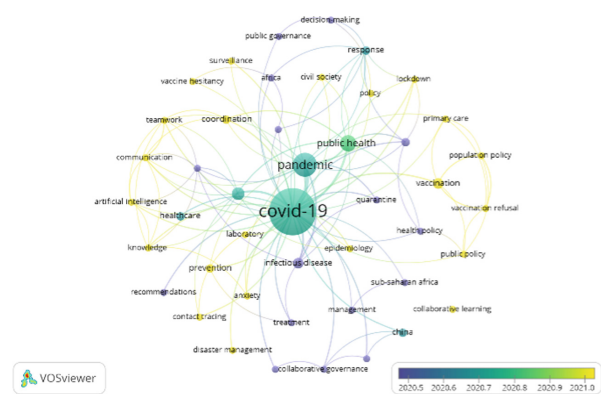 decision-making
public governance
response
surveillance
africa
civil society
lockdown
vaccine hesitancy
policy
teamwork
coordination
primary care
public health
communication
pandemic
population policy
vaccination
artificial intelligence
quarantine
healthcare
covid-19
vaccination refusal
laboratory
health policy
knowledge
epidemiology
public policy
prevention
infectious disease
sub-saharan africa
recommendations
anxiety
management
collaborative learning
contact tracing
treatment
china
disaster management
collaborative governance
VOSviewer
2020.5 2020.6 2020.7 2020.8 2020.9 2021.0